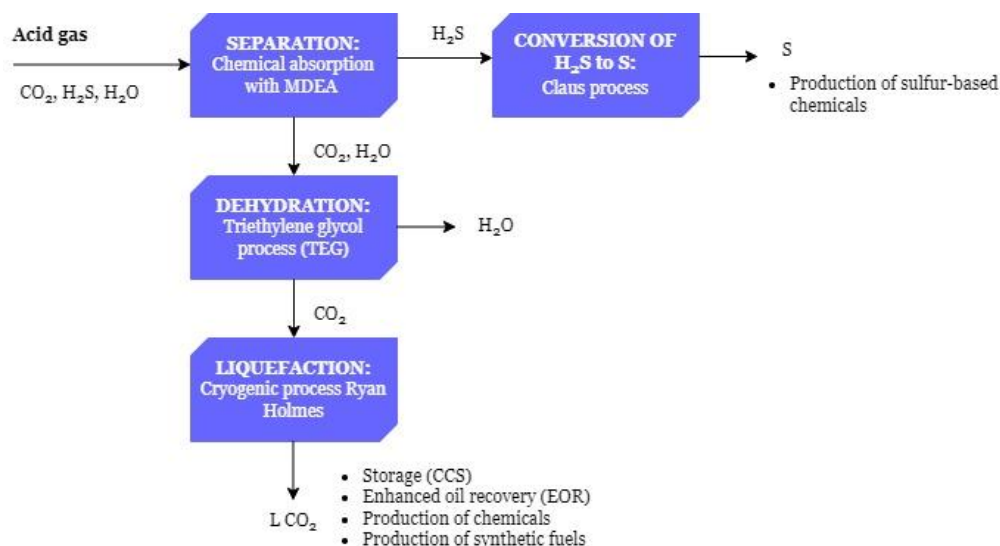 Acid gas
CO₂, H₂S, H₂O
SEPARATION:
Chemical absorption
with MDEA
H₂S
CONVERSION OF
H₂S to S:
Claus process
S
• Production of sulfur-based
chemicals
CO₂, H₂O
DEHYDRATION:
Triethylene glycol
process (TEG)
H₂O
CO₂
LIQUEFACTION:
Cryogenic process Ryan
Holmes
L CO₂
• Storage (CCS)
• Enhanced oil recovery (EOR)
• Production of chemicals
• Production of synthetic fuels